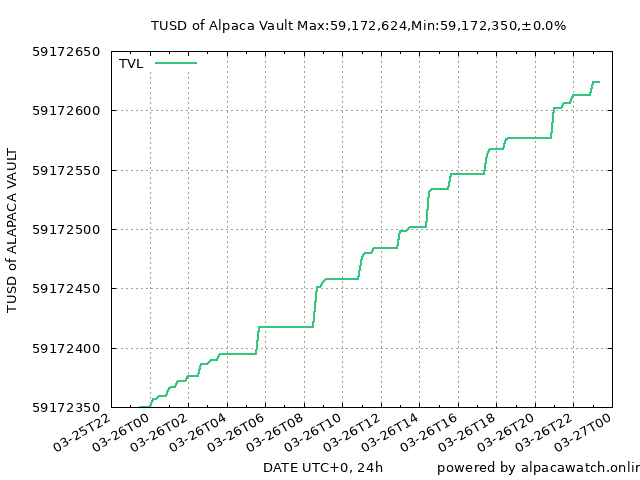 TUSD of Alpaca Vault Max:59,172,624,Min:59,172,350,±0.0%
TVL
59172650
59172600
59172550
59172500
59172450
59172400
59172350
TUSD of ALAPACA VAULT
03-25T22
03-26T00
03-26T02
03-26T04
03-26T06
03-26T08
03-26T10
03-26T12
03-26T14
03-26T16
03-26T18
03-26T20
03-26T22
03-27T00
DATE UTC+0, 24h
powered by alpacawatch.onlin